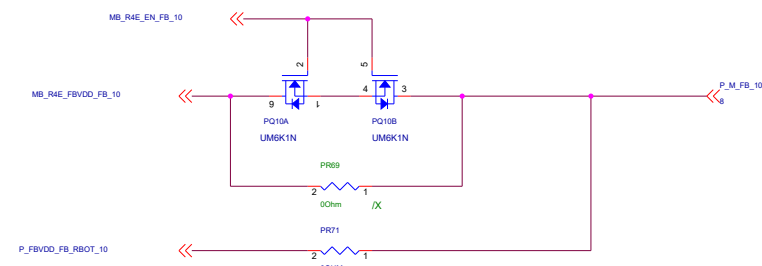 MB_R4E_EN_FB_10
2
5
MB_R4E_FBVDD_FB_10
6
1
4
3
P_M_FB_10
8
PQ10A
PQ10B
UM6K1N
UM6K1N
PR69
2
1
0Ohm
/X
PR71
P_FBVDD_FB_RBOT_10
2
1